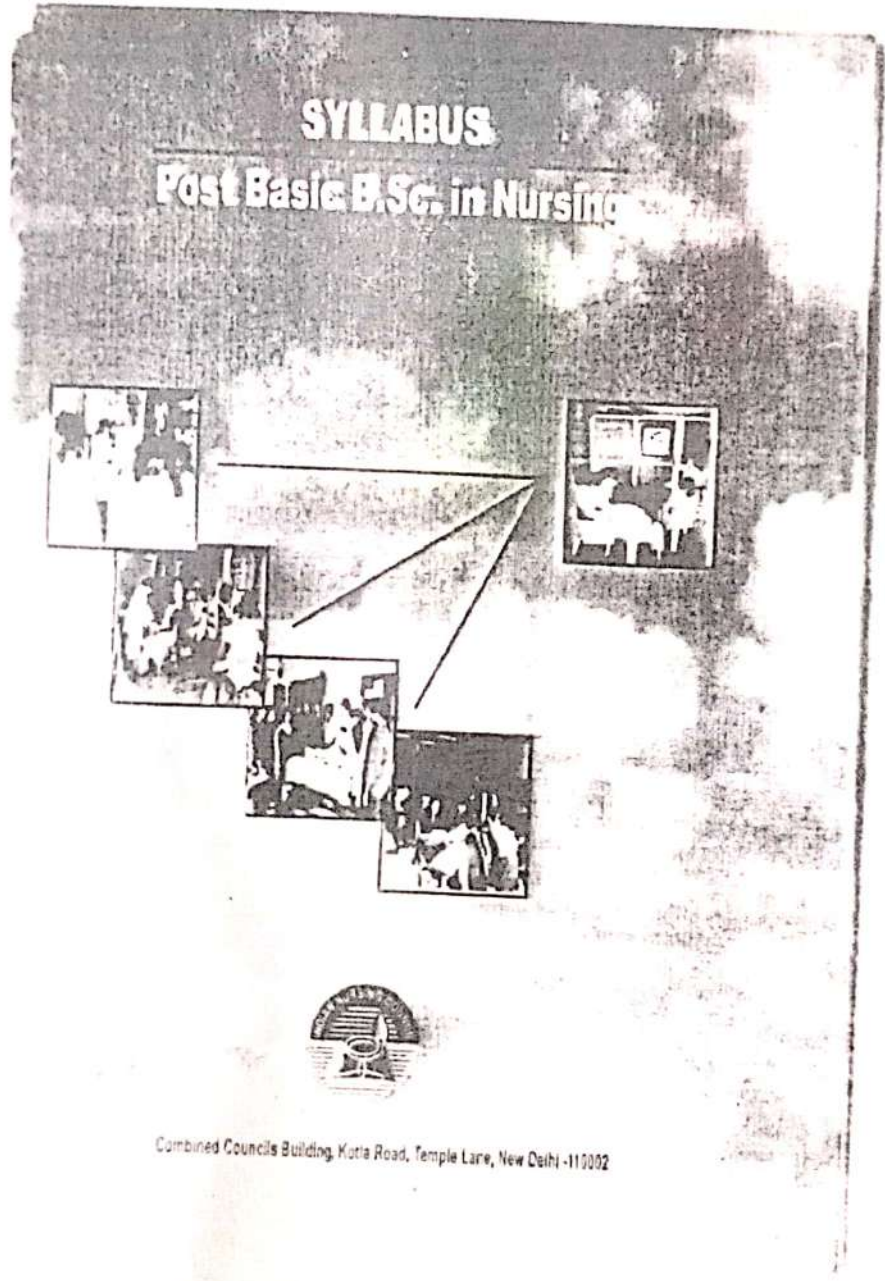 SYLLABUS
Post Basic B.Sc. in Nursing
Combined Councils Building, Kotla Road, Temple Lane, New Delhi -110002